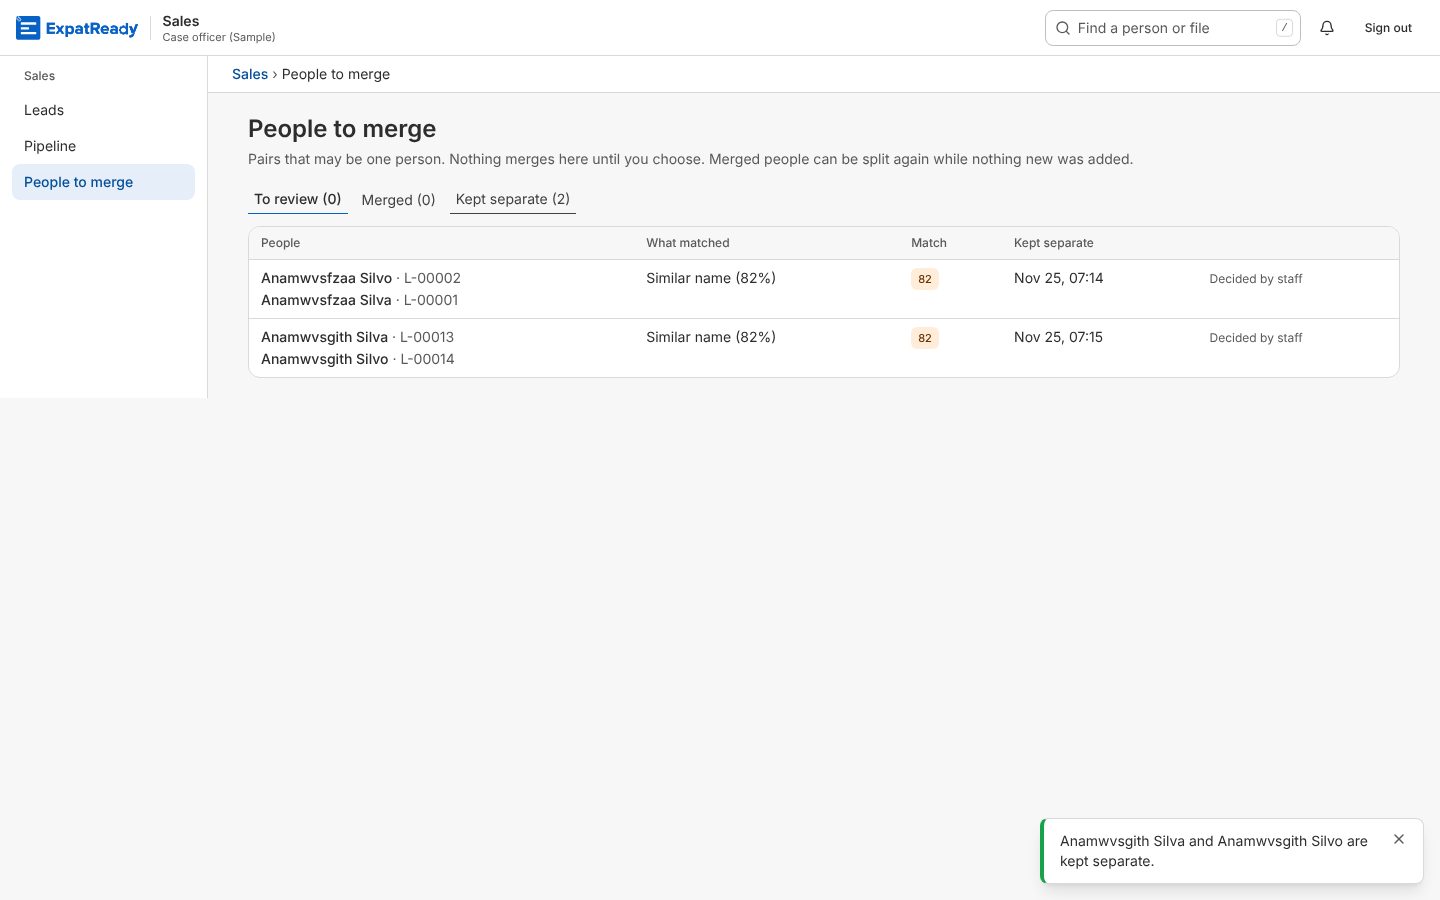 ExpatReady
Sales
Case officer (Sample)
Find a person or file
/
Sign out
Sales
Leads
Pipeline
People to merge
Sales › People to merge
People to merge
Pairs that may be one person. Nothing merges here until you choose. Merged people can be split again while nothing new was added.
To review (0) Merged (0) Kept separate (2)
People What matched Match Kept separate
Anamwvsfzaa Silvo · L-00002 Similar name (82%) 82 Nov 25, 07:14 Decided by staff
Anamwvsfzaa Silva · L-00001
Anamwvsgith Silva · L-00013 Similar name (82%) 82 Nov 25, 07:15 Decided by staff
Anamwvsgith Silvo · L-00014
Anamwvsgith Silva and Anamwvsgith Silvo are
kept separate.